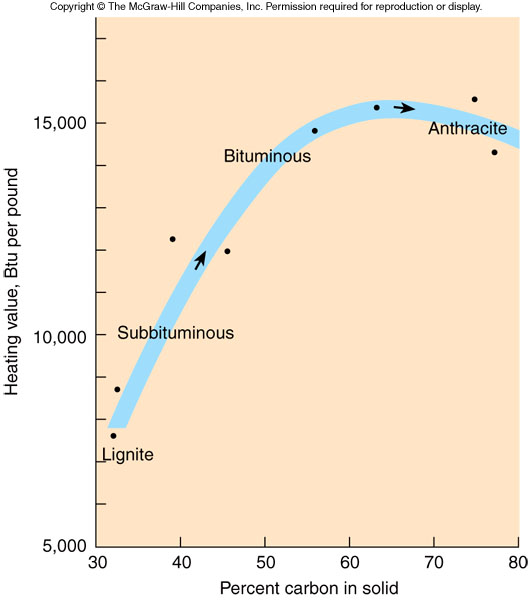 Copyright © The McGraw-Hill Companies, Inc. Permission required for reproduction or display.
Heating value, Btu per pound
15,000
10,000
5,000
Anthracite
Bituminous
Subbituminous
Lignite
30 40 50 60 70 80
Percent carbon in solid